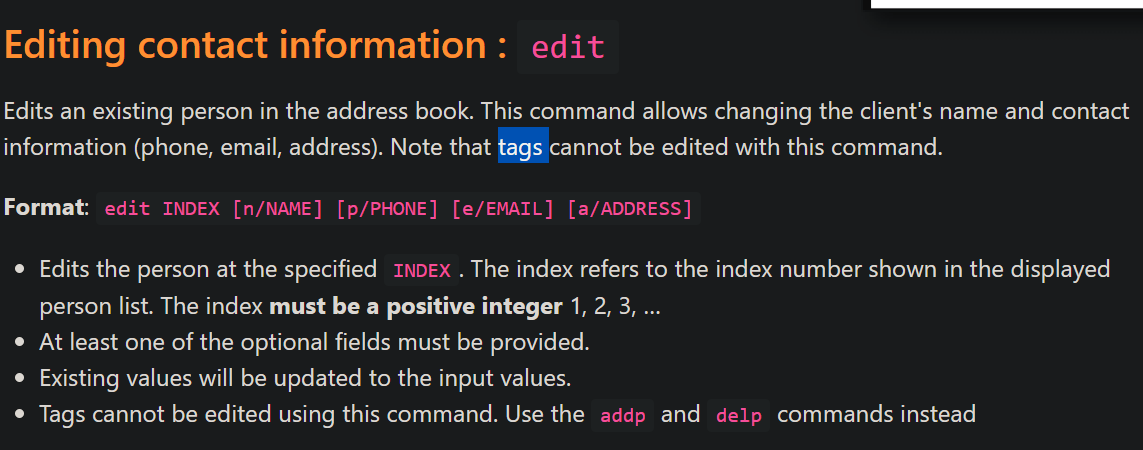 Editing contact information : edit
Edits an existing person in the address book. This command allows changing the client's name and contact
information (phone, email, address). Note that tags cannot be edited with this command.
Format: edit INDEX [n/NAME] [p/PHONE] [e/EMAIL] [a/ADDRESS]
• Edits the person at the specified INDEX. The index refers to the index number shown in the displayed
person list. The index must be a positive integer 1, 2, 3, …
• At least one of the optional fields must be provided.
• Existing values will be updated to the input values.
• Tags cannot be edited using this command. Use the addp and delp commands instead